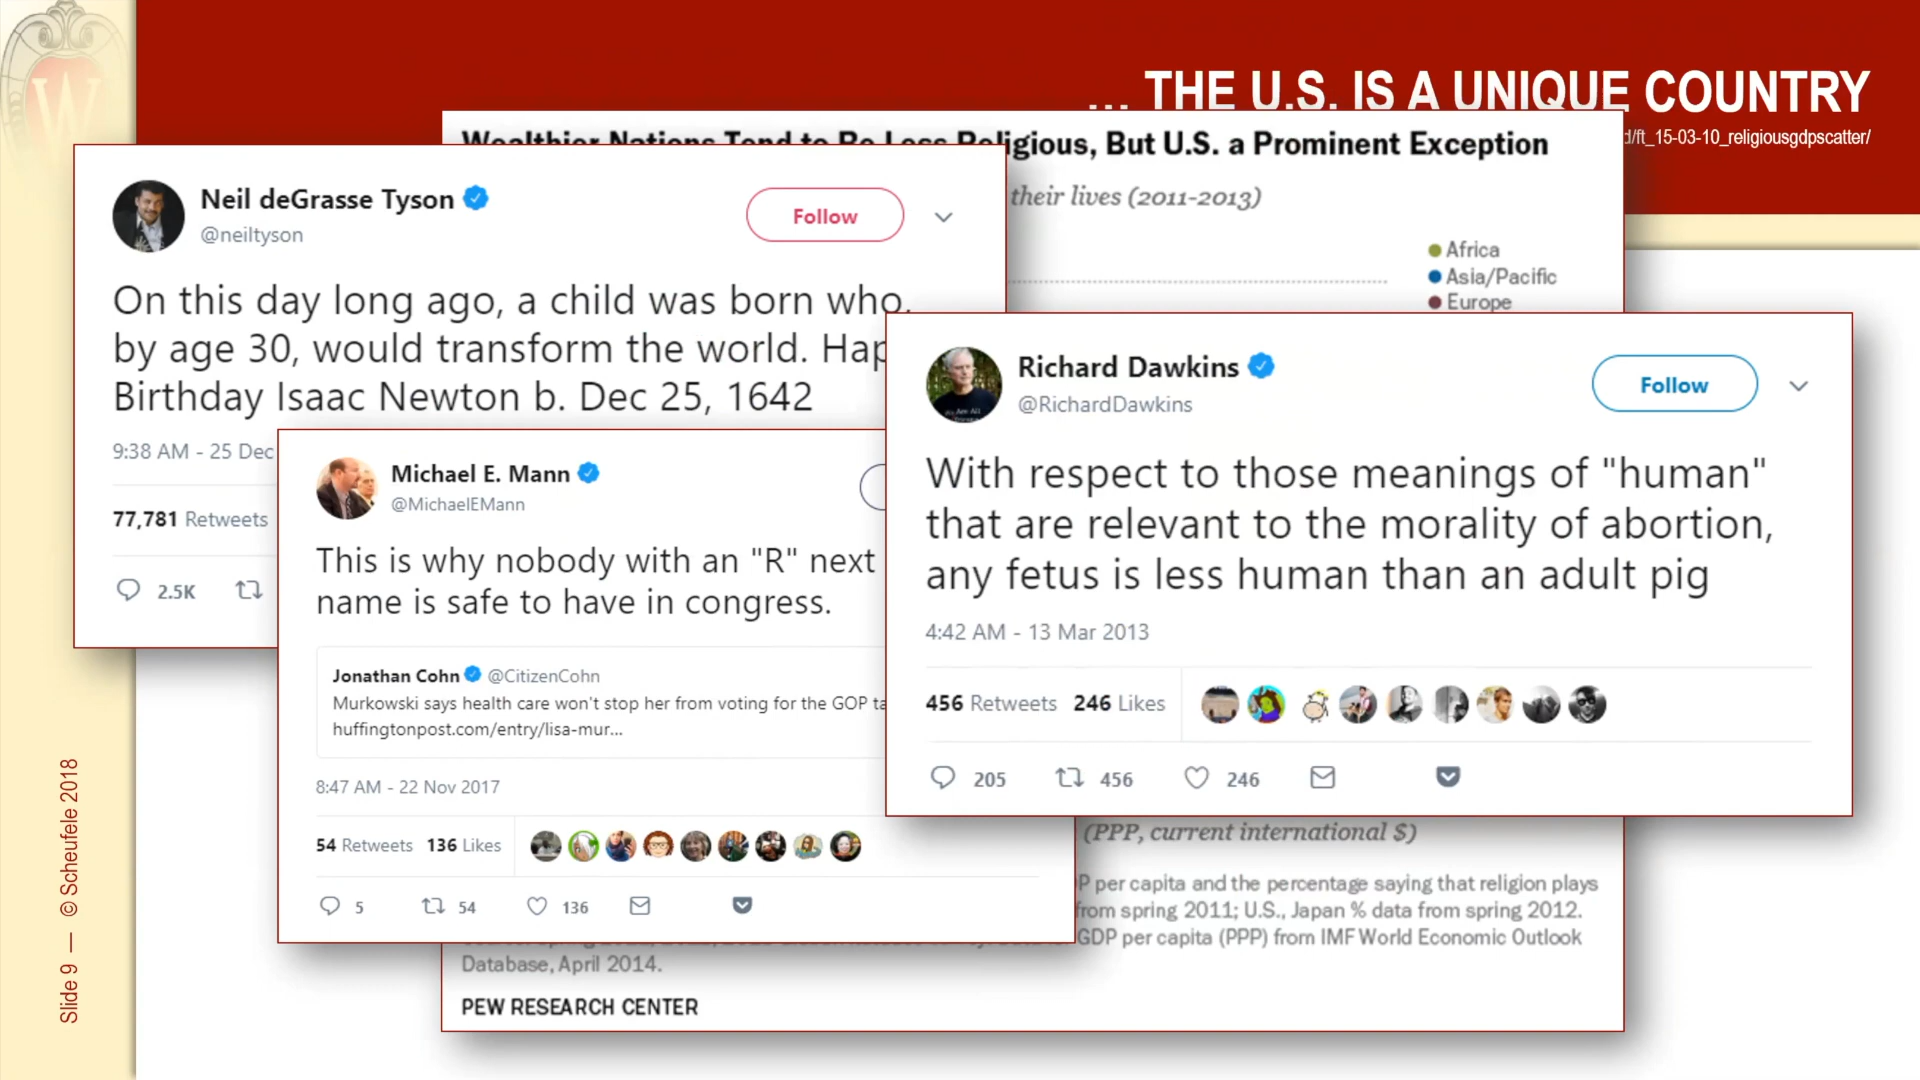 ... THE U.S. IS A UNIQUE COUNTRY
d/ft_15-03-10_religiousgdpscatter/
Wealthier Nations Tend to Be Less Religious, But U.S. a Prominent Exception
their lives (2011-2013)
Africa
Asia/Pacific
Europe
Neil deGrasse Tyson
@neiltyson
Follow
On this day long ago, a child was born who,
by age 30, would transform the world. Hap
Birthday Isaac Newton b. Dec 25, 1642
9:38 AM - 25 Dec
77,781 Retweets
2.5K
Michael E. Mann
@MichaelEMann
This is why nobody with an "R" next
name is safe to have in congress.
Jonathan Cohn @CitizenCohn
Murkowski says health care won't stop her from voting for the GOP ta
huffingtonpost.com/entry/lisa-mur...
8:47 AM - 22 Nov 2017
54 Retweets 136 Likes
5 54 136
Richard Dawkins
@RichardDawkins
Follow
With respect to those meanings of "human"
that are relevant to the morality of abortion,
any fetus is less human than an adult pig
4:42 AM - 13 Mar 2013
456 Retweets 246 Likes
205 456 246
(PPP, current international $)
P per capita and the percentage saying that religion plays
from spring 2011; U.S., Japan % data from spring 2012.
GDP per capita (PPP) from IMF World Economic Outlook
Database, April 2014.
PEW RESEARCH CENTER
Slide 9 — © Scheufele 2018
W